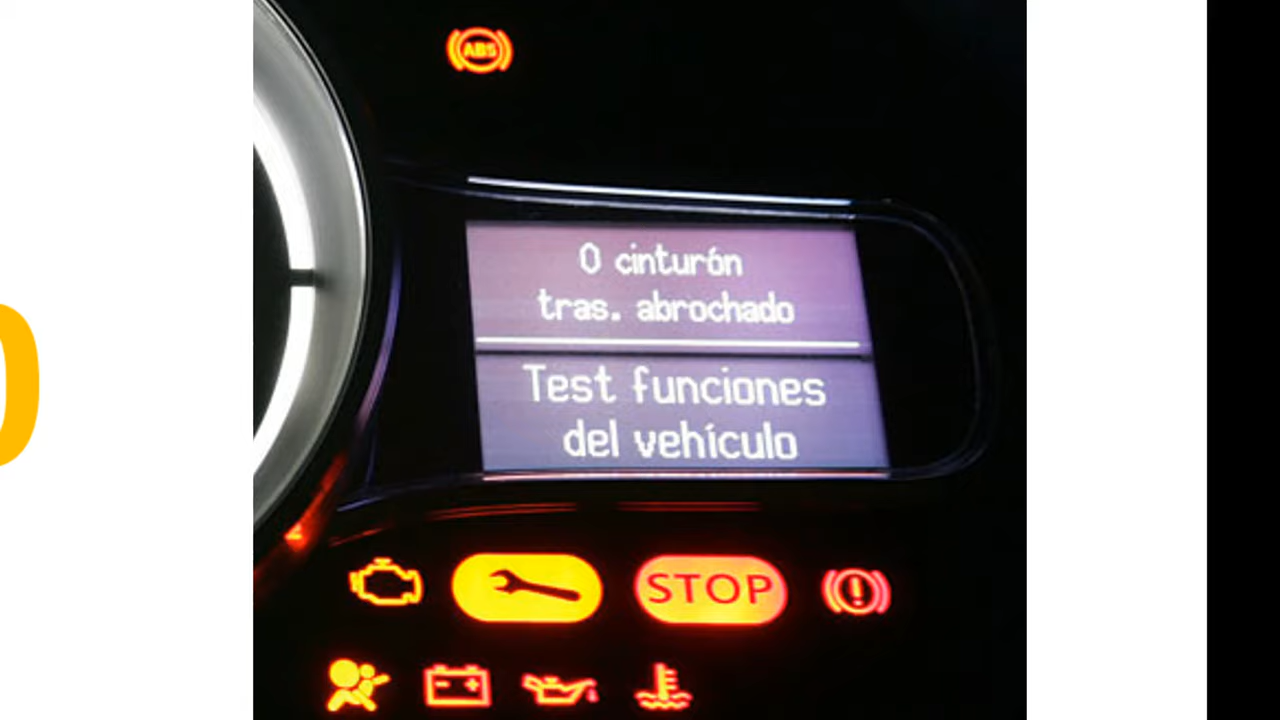 ABS
0 cinturón
tras. abrochado
Test funciones
del vehículo
STOP